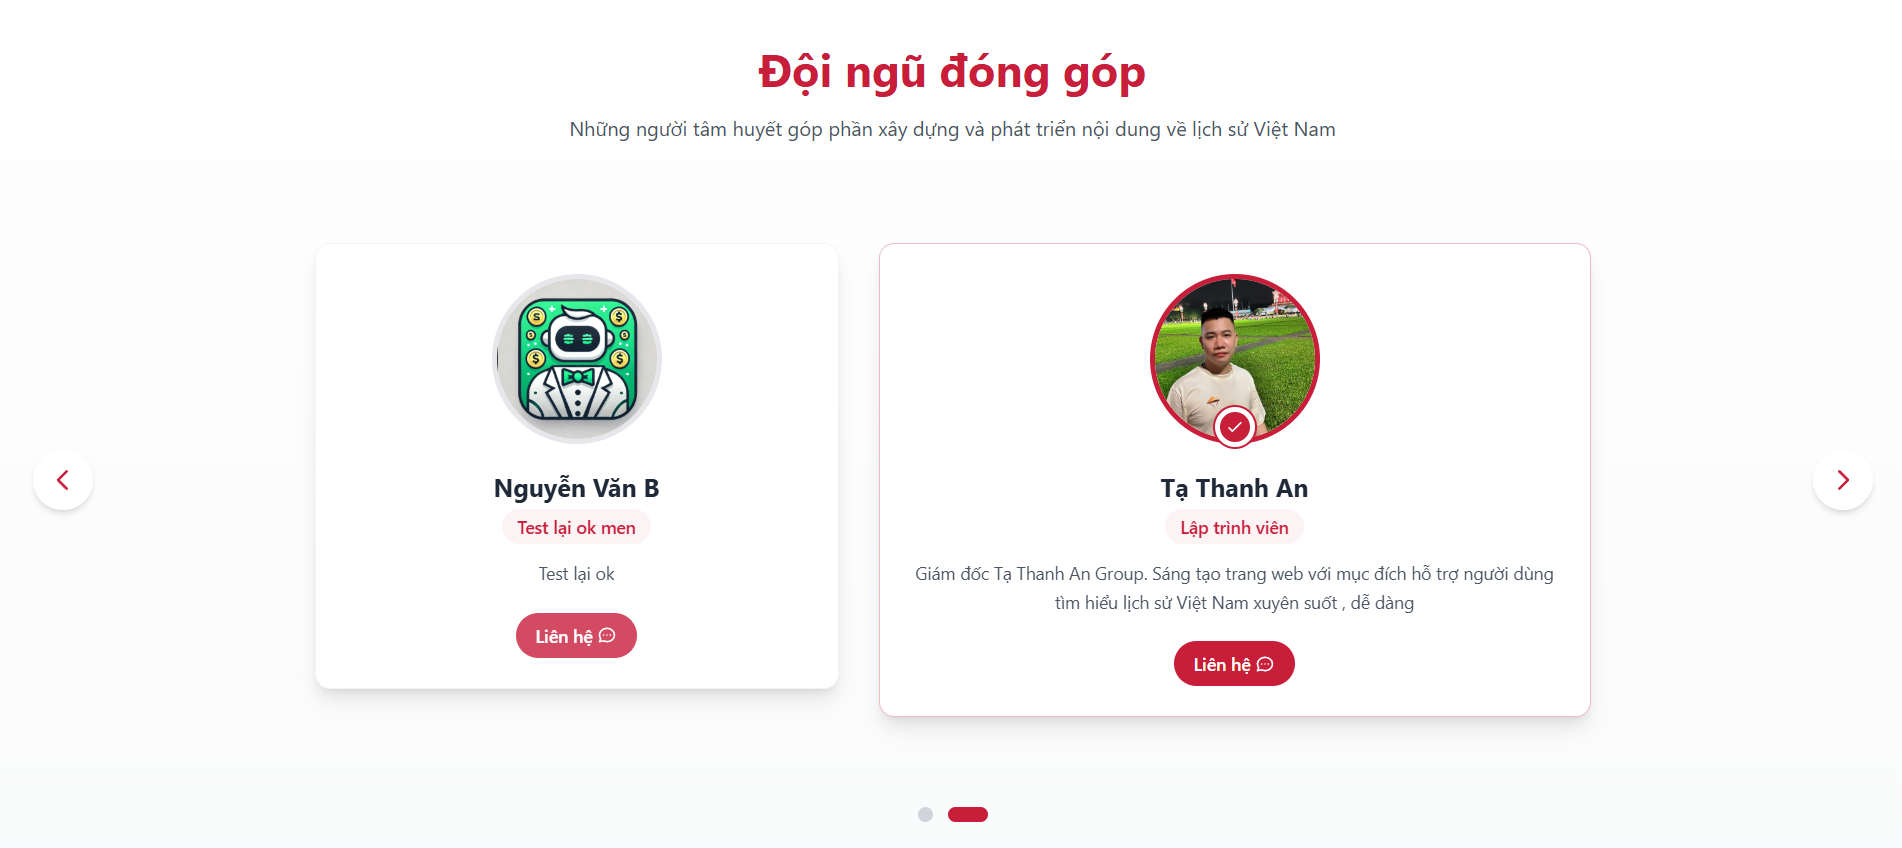 Đội ngũ đóng góp
Những người tâm huyết góp phần xây dựng và phát triển nội dung về lịch sử Việt Nam
Nguyễn Văn B
Test lại ok men
Test lại ok
Liên hệ
Tạ Thanh An
Lập trình viên
Giám đốc Tạ Thanh An Group. Sáng tạo trang web với mục đích hỗ trợ người dùng
tìm hiểu lịch sử Việt Nam xuyên suốt , dễ dàng
Liên hệ